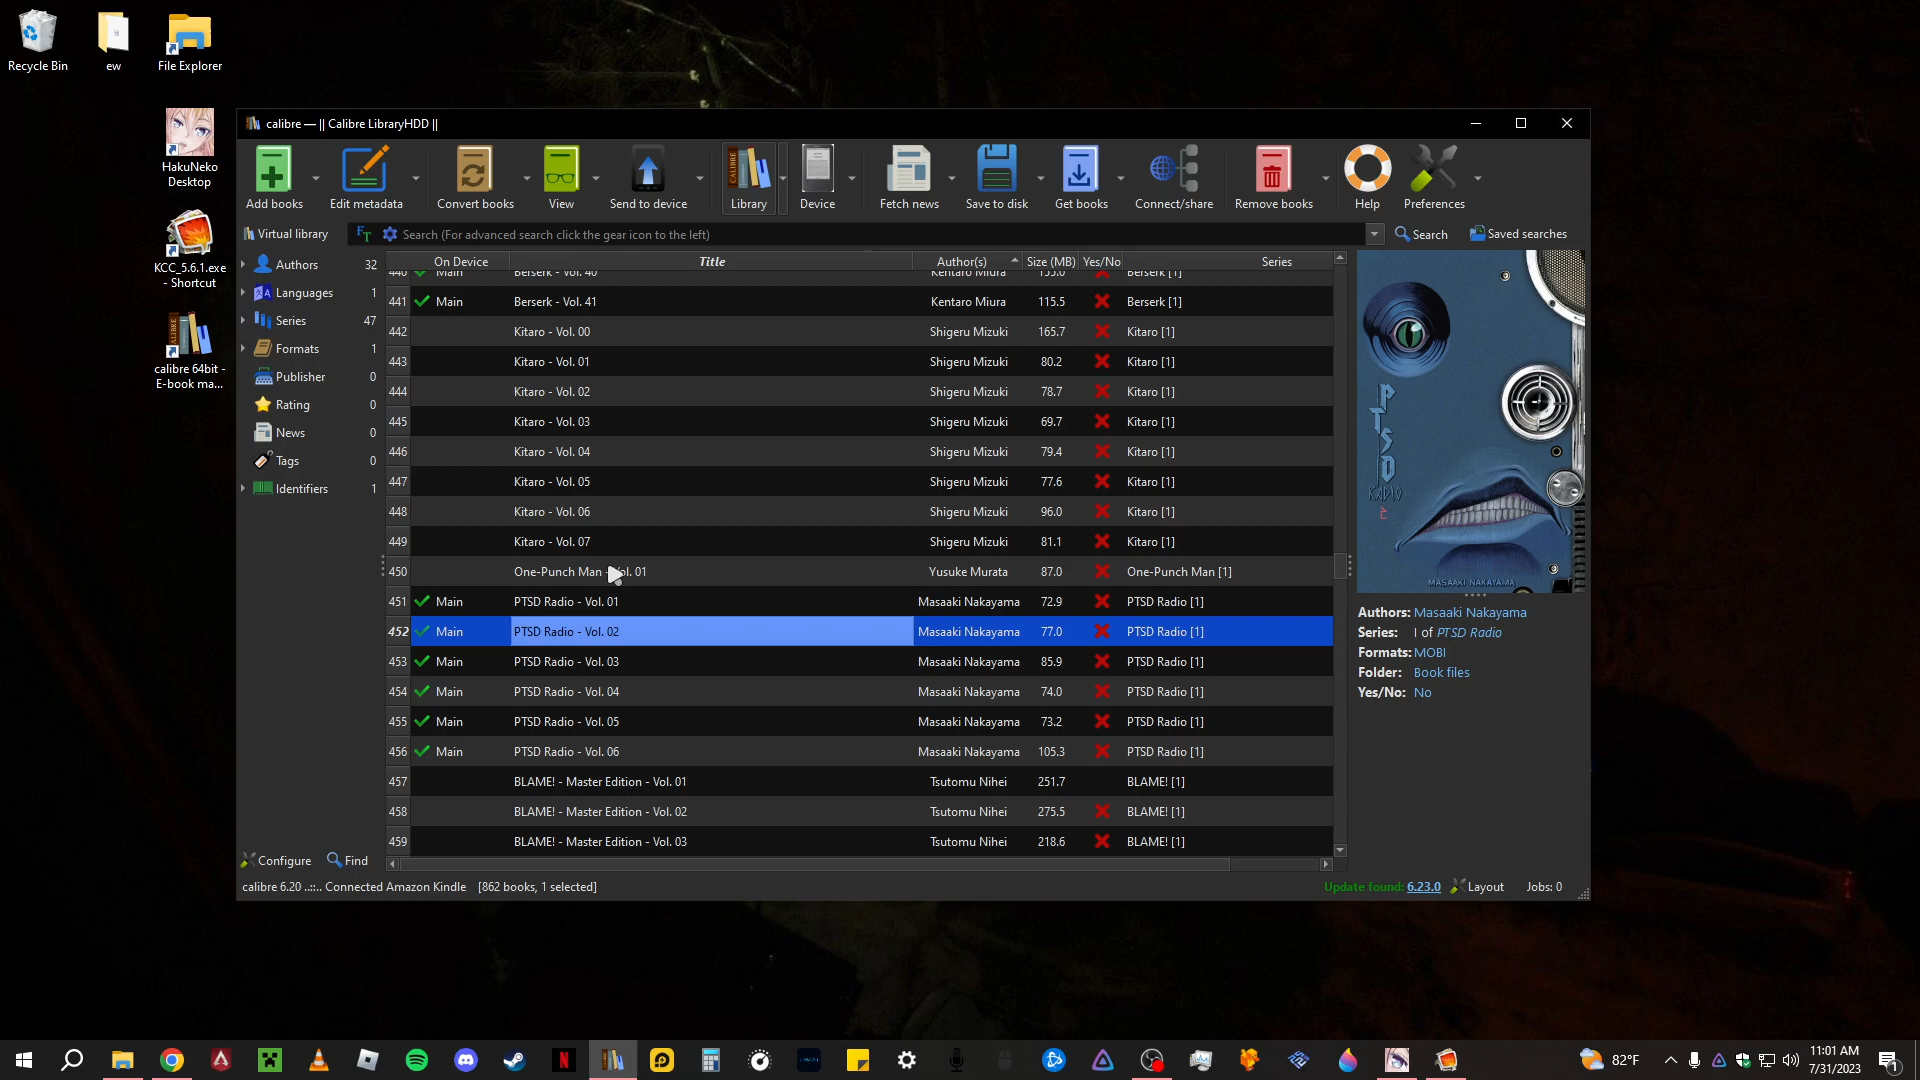 Recycle Bin
ew
File Explorer
HakuNeko
Desktop
KCC_5.6.1.exe
- Shortcut
calibre 64bit -
E-book ma...
calibre — || Calibre LibraryHDD ||
Add books
Edit metadata
Convert books
View
Send to device
Library
Device
Fetch news
Save to disk
Get books
Connect/share
Remove books
Help
Preferences
Virtual library
Search (For advanced search click the gear icon to the left)
Search
Saved searches
Authors 32
Languages 1
Series 47
Formats 1
Publisher 0
Rating 0
News 0
Tags 0
Identifiers 1
On Device Title Author(s) Size (MB) Yes/No Series
440 Main Berserk - Vol. 40 Kentaro Miura 155.0 Berserk [1]
441 Main Berserk - Vol. 41 Kentaro Miura 115.5 Berserk [1]
442 Kitaro - Vol. 00 Shigeru Mizuki 165.7 Kitaro [1]
443 Kitaro - Vol. 01 Shigeru Mizuki 80.2 Kitaro [1]
444 Kitaro - Vol. 02 Shigeru Mizuki 78.7 Kitaro [1]
445 Kitaro - Vol. 03 Shigeru Mizuki 69.7 Kitaro [1]
446 Kitaro - Vol. 04 Shigeru Mizuki 79.4 Kitaro [1]
447 Kitaro - Vol. 05 Shigeru Mizuki 77.6 Kitaro [1]
448 Kitaro - Vol. 06 Shigeru Mizuki 96.0 Kitaro [1]
449 Kitaro - Vol. 07 Shigeru Mizuki 81.1 Kitaro [1]
450 One-Punch Man - Vol. 01 Yusuke Murata 87.0 One-Punch Man [1]
451 Main PTSD Radio - Vol. 01 Masaaki Nakayama 72.9 PTSD Radio [1]
452 Main PTSD Radio - Vol. 02 Masaaki Nakayama 77.0 PTSD Radio [1]
453 Main PTSD Radio - Vol. 03 Masaaki Nakayama 85.9 PTSD Radio [1]
454 Main PTSD Radio - Vol. 04 Masaaki Nakayama 74.0 PTSD Radio [1]
455 Main PTSD Radio - Vol. 05 Masaaki Nakayama 73.2 PTSD Radio [1]
456 Main PTSD Radio - Vol. 06 Masaaki Nakayama 105.3 PTSD Radio [1]
457 BLAME! - Master Edition - Vol. 01 Tsutomu Nihei 251.7 BLAME! [1]
458 BLAME! - Master Edition - Vol. 02 Tsutomu Nihei 275.5 BLAME! [1]
459 BLAME! - Master Edition - Vol. 03 Tsutomu Nihei 218.6 BLAME! [1]
PTSD
RADIO
MASAAKI NAKAYAMA
Authors: Masaaki Nakayama
Series: I of PTSD Radio
Formats: MOBI
Folder: Book files
Yes/No: No
Configure
Find
calibre 6.20 ..::.. Connected Amazon Kindle [862 books, 1 selected]
Update found: 6.23.0
Layout
Jobs: 0
82°F
11:01 AM
7/31/2023
1